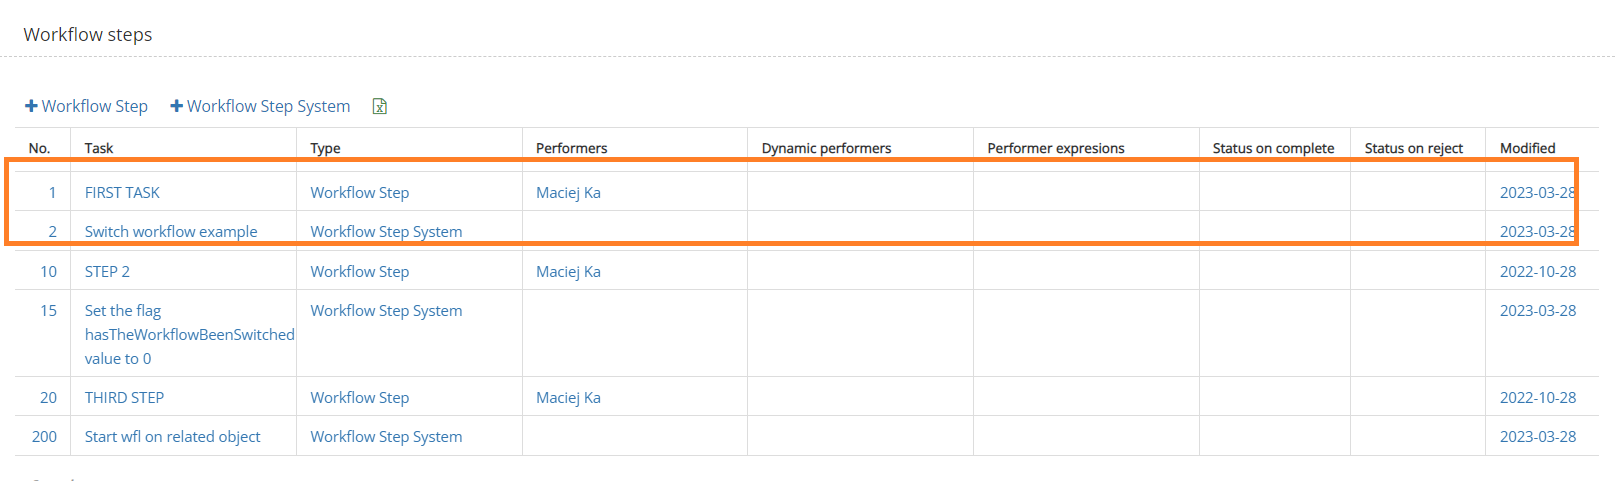 Workflow steps
Workflow Step Workflow Step System
No. Task Type Performers Dynamic performers Performer expresions Status on complete Status on reject Modified
1 FIRST TASK Workflow Step Maciej Ka 2023-03-28
2 Switch workflow example Workflow Step System 2023-03-28
10 STEP 2 Workflow Step Maciej Ka 2022-10-28
15 Set the flag Workflow Step System 2023-03-28
hasTheWorkflowBeenSwitched
value to 0
20 THIRD STEP Workflow Step Maciej Ka 2022-10-28
200 Start wfl on related object Workflow Step System 2023-03-28